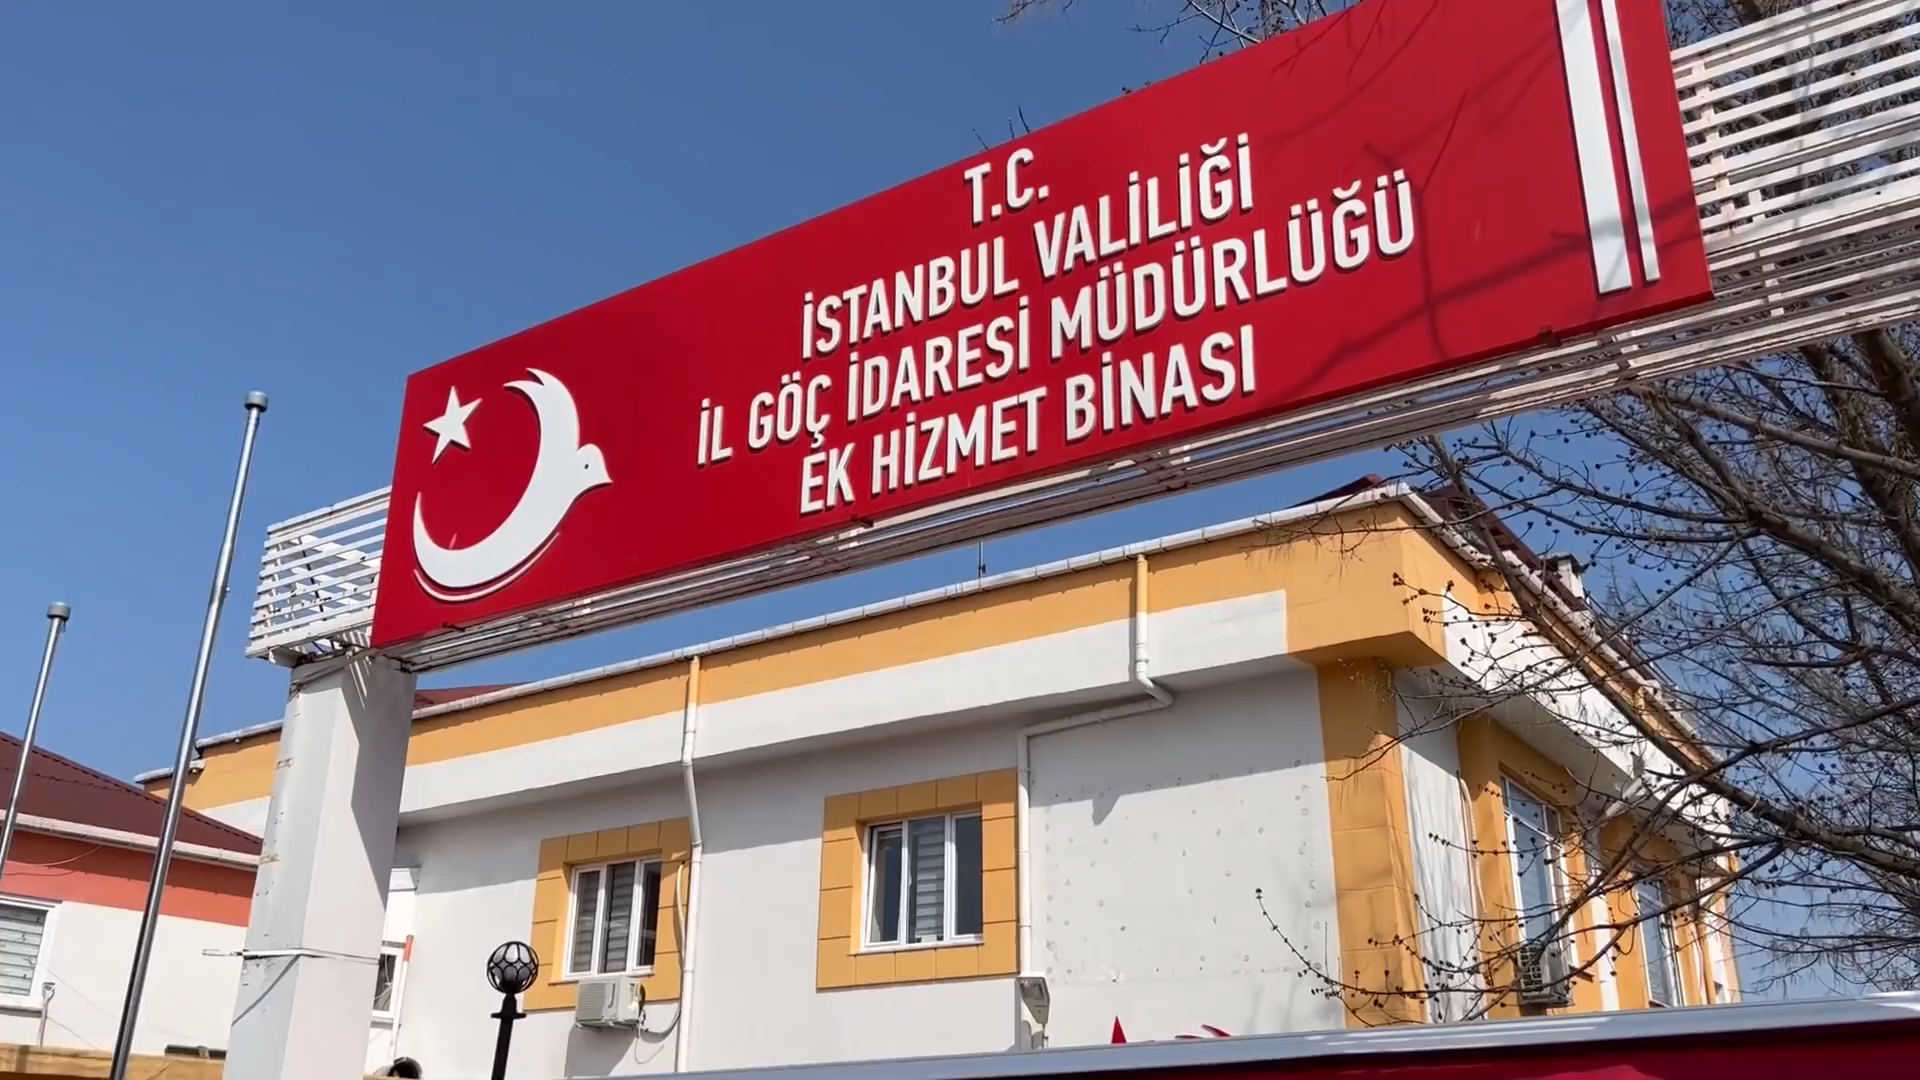 T.C.
İSTANBUL VALİLİĞİ
İL GÖÇ İDARESİ MÜDÜRLÜĞÜ
EK HİZMET BİNASI